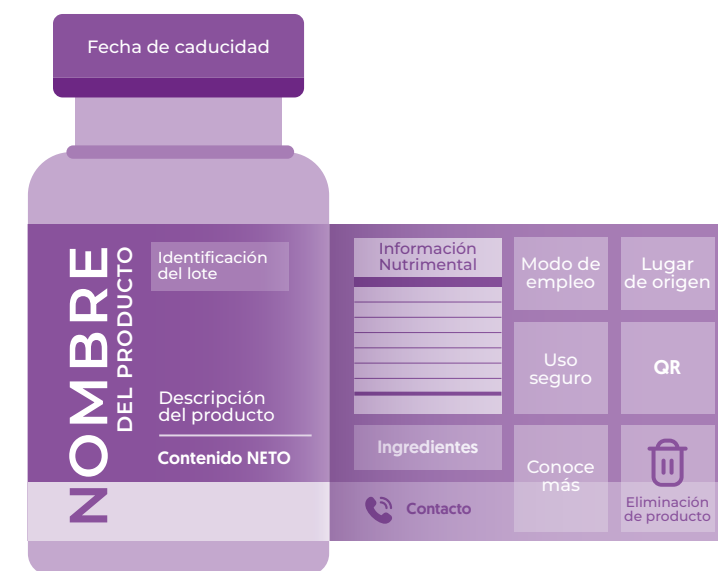 Fecha de caducidad
NOMBRE
DEL PRODUCTO
Identificación
del lote
Descripción
del producto
Contenido NETO
Información
Nutrimental
Ingredientes
Contacto
Modo de
empleo
Uso
seguro
Conoce
más
Lugar
de origen
QR
Eliminación
de producto